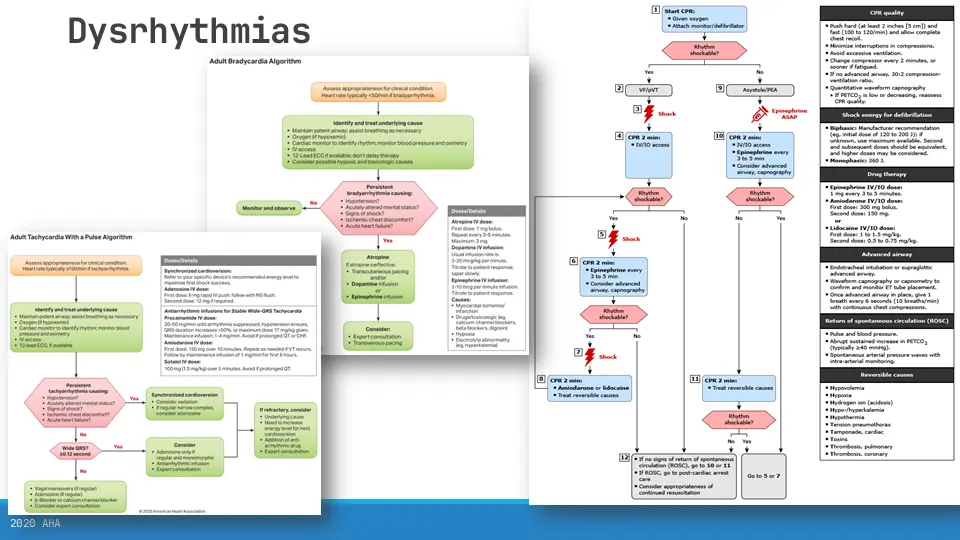 Dysrhythmias
Adult Bradycardia Algorithm
Assess appropriateness for clinical condition.
Heart rate typically <50/min if bradyarrhythmia.
Identify and treat underlying cause
• Maintain patent airway; assist breathing as necessary
• Oxygen (if hypoxemic)
• Cardiac monitor to identify rhythm; monitor blood pressure and oximetry
• IV access
• 12-Lead ECG if available; don't delay therapy
• Consider possible hypoxic and toxicologic causes
Persistent
bradyarrhythmia causing:
• Hypotension?
• Acutely altered mental status?
• Signs of shock?
• Ischemic chest discomfort?
• Acute heart failure?
No
Monitor and observe
Yes
Atropine
If atropine ineffective:
• Transcutaneous pacing
and/or
• Dopamine infusion
or
• Epinephrine infusion
Consider:
• Expert consultation
• Transvenous pacing
Doses/Details
Atropine IV dose:
First dose: 1 mg bolus.
Repeat every 3-5 minutes.
Maximum: 3 mg.
Dopamine IV infusion:
Usual infusion rate is
5-20 mcg/kg per minute.
Titrate to patient response;
taper slowly.
Epinephrine IV infusion:
2-10 mcg per minute infusion.
Titrate to patient response.
Causes:
• Myocardial ischemia/
infarction
• Drugs/toxicologic (eg,
calcium-channel blockers,
beta blockers, digoxin)
• Hypoxia
• Electrolyte abnormality
(eg, hyperkalemia)
Adult Tachycardia With a Pulse Algorithm
Assess appropriateness for clinical condition.
Heart rate typically ≥150/min if tachyarrhythmia.
Identify and treat underlying cause
• Maintain patent airway; assist breathing as necessary
• Oxygen (if hypoxemic)
• Cardiac monitor to identify rhythm; monitor blood
pressure and oximetry
• IV access
• 12-lead ECG, if available
Persistent
tachyarrhythmia causing:
• Hypotension?
• Acutely altered mental status?
• Signs of shock?
• Ischemic chest discomfort?
• Acute heart failure?
Yes
Synchronized cardioversion
• Consider sedation
• If regular narrow complex,
consider adenosine
No
Wide QRS?
≥0.12 second
Yes
Consider
• Adenosine only if
regular and monomorphic
• Antiarrhythmic infusion
• Expert consultation
If refractory, consider
• Underlying cause
• Need to increase
energy level for next
cardioversion
• Addition of anti-
arrhythmic drug
• Expert consultation
No
• Vagal maneuvers (if regular)
• Adenosine (if regular)
• β-Blocker or calcium channel blocker
• Consider expert consultation
Doses/Details
Synchronized cardioversion:
Refer to your specific device's recommended energy level to
maximize first shock success.
Adenosine IV dose:
First dose: 6 mg rapid IV push; follow with NS flush.
Second dose: 12 mg if required.
Antiarrhythmic Infusions for Stable Wide-QRS Tachycardia
Procainamide IV dose:
20-50 mg/min until arrhythmia suppressed, hypotension ensues,
QRS duration increases >50%, or maximum dose 17 mg/kg given.
Maintenance infusion: 1-4 mg/min. Avoid if prolonged QT or CHF.
Amiodarone IV dose:
First dose: 150 mg over 10 minutes. Repeat as needed if VT recurs.
Follow by maintenance infusion of 1 mg/min for first 6 hours.
Sotalol IV dose:
100 mg (1.5 mg/kg) over 5 minutes. Avoid if prolonged QT.
© 2020 American Heart Association
2020 AHA
1
Start CPR:
• Given oxygen
• Attach monitor/defibrillator
Rhythm
shockable?
Yes
No
2
VF/pVT
9
Asystole/PEA
3
Shock
Epinephrine
ASAP
4
CPR 2 min:
• IV/IO access
10
CPR 2 min:
• IV/IO access
• Epinephrine every
3 to 5 min
• Consider advanced
airway, capnography
Rhythm
shockable?
Rhythm
shockable?
Yes
No
No
Yes
5
Shock
6
CPR 2 min:
• Epinephrine every
3 to 5 min
• Consider advanced
airway, capnography
Rhythm
shockable?
Yes
No
7
Shock
8
CPR 2 min:
• Amiodarone or lidocaine
• Treat reversible causes
11
CPR 2 min:
• Treat reversible causes
Rhythm
shockable?
No
Yes
12
• If no signs of return of spontaneous
circulation (ROSC), go to 10 or 11
• If ROSC, go to post-cardiac arrest
care
• Consider appropriateness of
continued resuscitation
Go to 5 or 7
CPR quality
• Push hard (at least 2 inches [5 cm]) and
fast (100 to 120/min) and allow complete
chest recoil.
• Minimize interruptions in compressions.
• Avoid excessive ventilation.
• Change compressor every 2 minutes, or
sooner if fatigued.
• If no advanced airway, 30:2 compression-
ventilation ratio.
• Quantitative waveform capnography
• If PETCO2 is low or decreasing, reassess
CPR quality.
Shock energy for defibrillation
• Biphasic: Manufacturer recommendation
(eg, initial dose of 120 to 200 J); if
unknown, use maximum available. Second
and subsequent doses should be equivalent,
and higher doses may be considered.
• Monophasic: 360 J.
Drug therapy
• Epinephrine IV/IO dose:
1 mg every 3 to 5 minutes.
• Amiodarone IV/IO dose:
First dose: 300 mg bolus.
Second dose: 150 mg.
or
• Lidocaine IV/IO dose:
First dose: 1 to 1.5 mg/kg.
Second dose: 0.5 to 0.75 mg/kg.
Advanced airway
• Endotracheal intubation or supraglottic
advanced airway.
• Waveform capnography or capnometry to
confirm and monitor ET tube placement.
• Once advanced airway in place, give 1
breath every 6 seconds (10 breaths/min)
with continuous chest compressions.
Return of spontaneous circulation (ROSC)
• Pulse and blood pressure.
• Abrupt sustained increase in PETCO2
(typically ≥40 mmHg).
• Spontaneous arterial pressure waves with
intra-arterial monitoring.
Reversible causes
• Hypovolemia
• Hypoxia
• Hydrogen ion (acidosis)
• Hypo-/hyperkalemia
• Hypothermia
• Tension pneumothorax
• Tamponade, cardiac
• Toxins
• Thrombosis, pulmonary
• Thrombosis, coronary